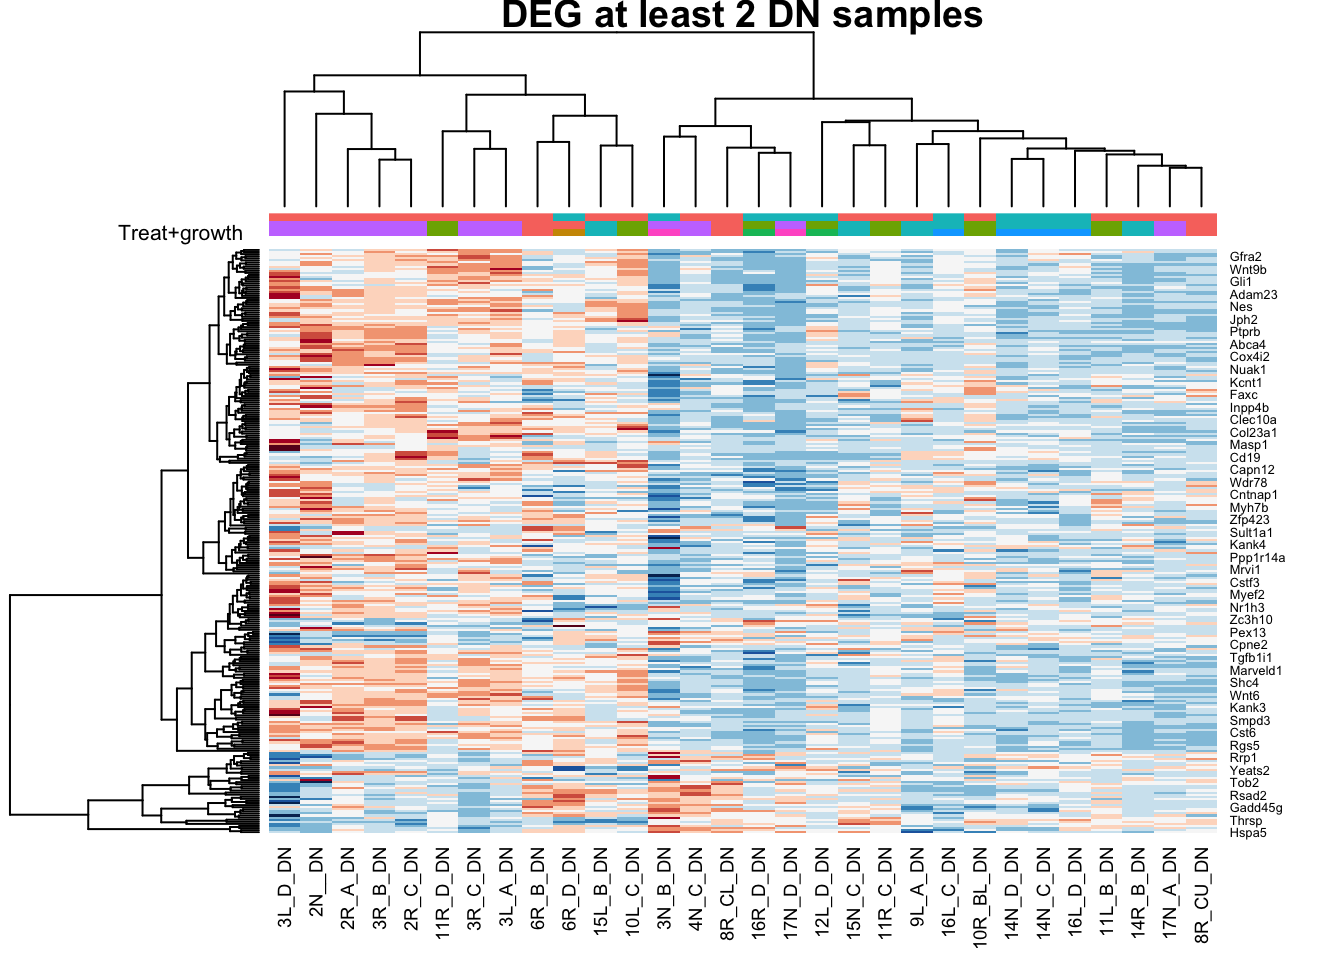 DEG at least 2 DN samples
Treat+growth
Gfra2
Wnt9b
Gli1
Adam23
Nes
Jph2
Ptprb
Abca4
Cox4i2
Nuak1
Kcnt1
Faxc
Inpp4b
Clec10a
Col23a1
Masp1
Cd19
Capn12
Wdr78
Cntnap1
Myh7b
Zfp423
Sult1a1
Kank4
Ppp1r14a
Mrvi1
Cstf3
Myef2
Nr1h3
Zc3h10
Pex13
Cpne2
Tgfb1i1
Marveld1
Shc4
Wnt6
Kank3
Smpd3
Cst6
Rgs5
Rrp1
Yeats2
Tob2
Rsad2
Gadd45g
Thrsp
Hspa5
3L_D_DN
2N__DN
2R_A_DN
3R_B_DN
2R_C_DN
11R_D_DN
3R_C_DN
3L_A_DN
6R_B_DN
6R_D_DN
15L_B_DN
10L_C_DN
3N_B_DN
4N_C_DN
8R_CL_DN
16R_D_DN
17N_D_DN
12L_D_DN
15N_C_DN
11R_C_DN
9L_A_DN
16L_C_DN
10R_BL_DN
14N_D_DN
14N_C_DN
16L_D_DN
11L_B_DN
14R_B_DN
17N_A_DN
8R_CU_DN